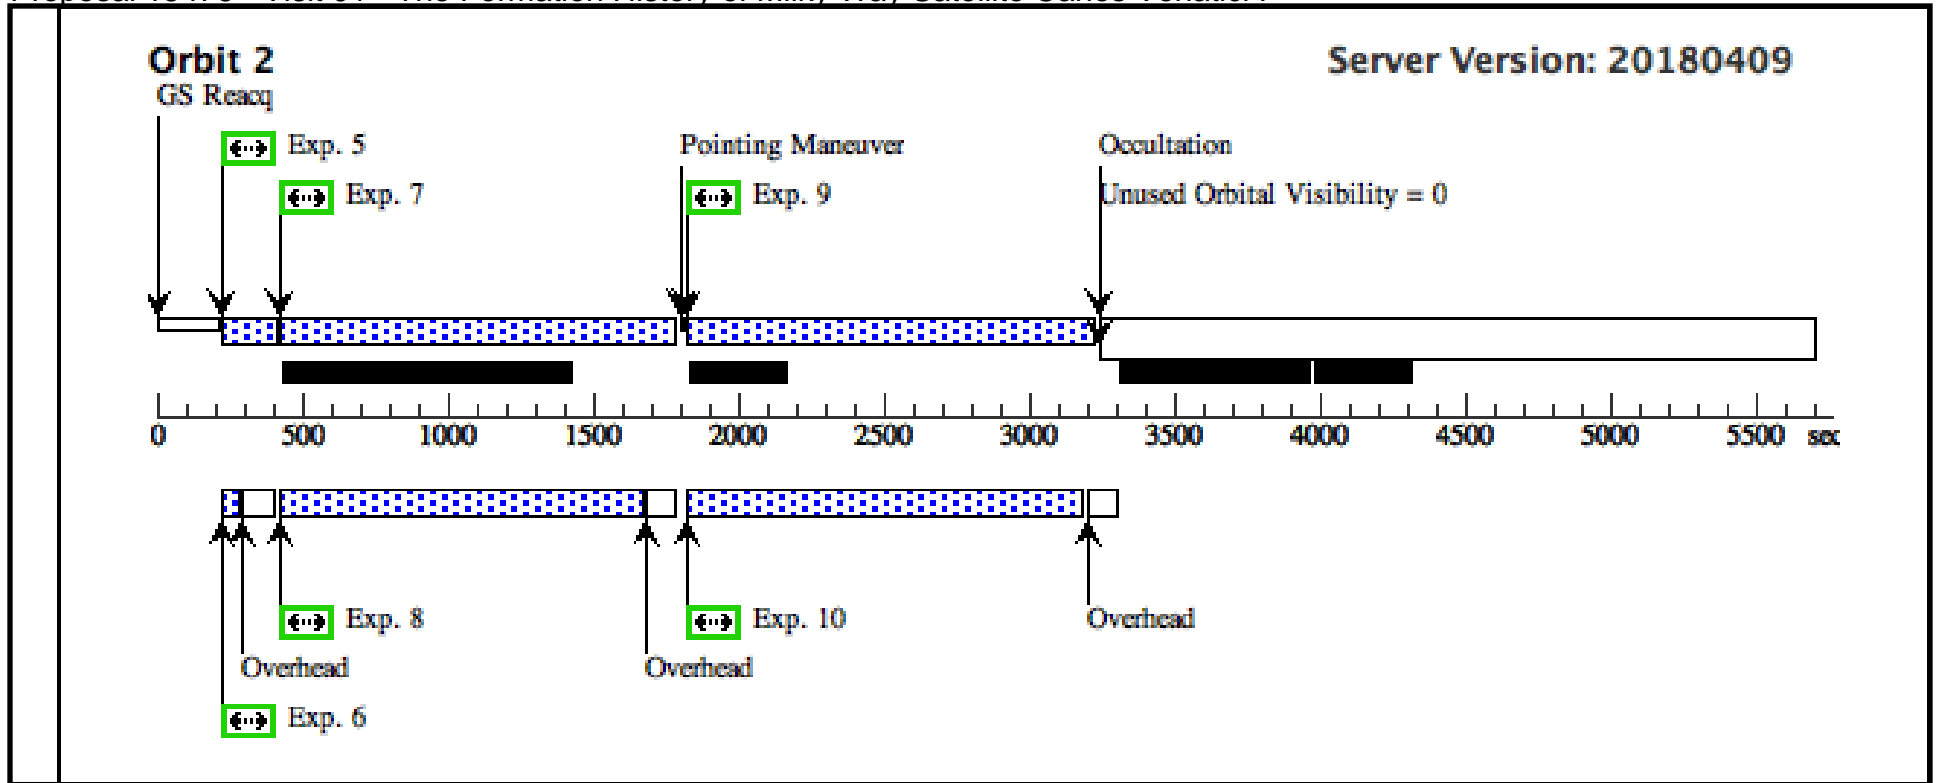 Orbit 2
Server Version: 20180409
GS Reacq
Exp. 5
Pointing Maneuver
Occultation
Exp. 7
Exp. 9
Unused Orbital Visibility = 0
0 500 1000 1500 2000 2500 3000 3500 4000 4500 5000 5500 sec
Exp. 8
Exp. 10
Overhead
Overhead
Overhead
Exp. 6